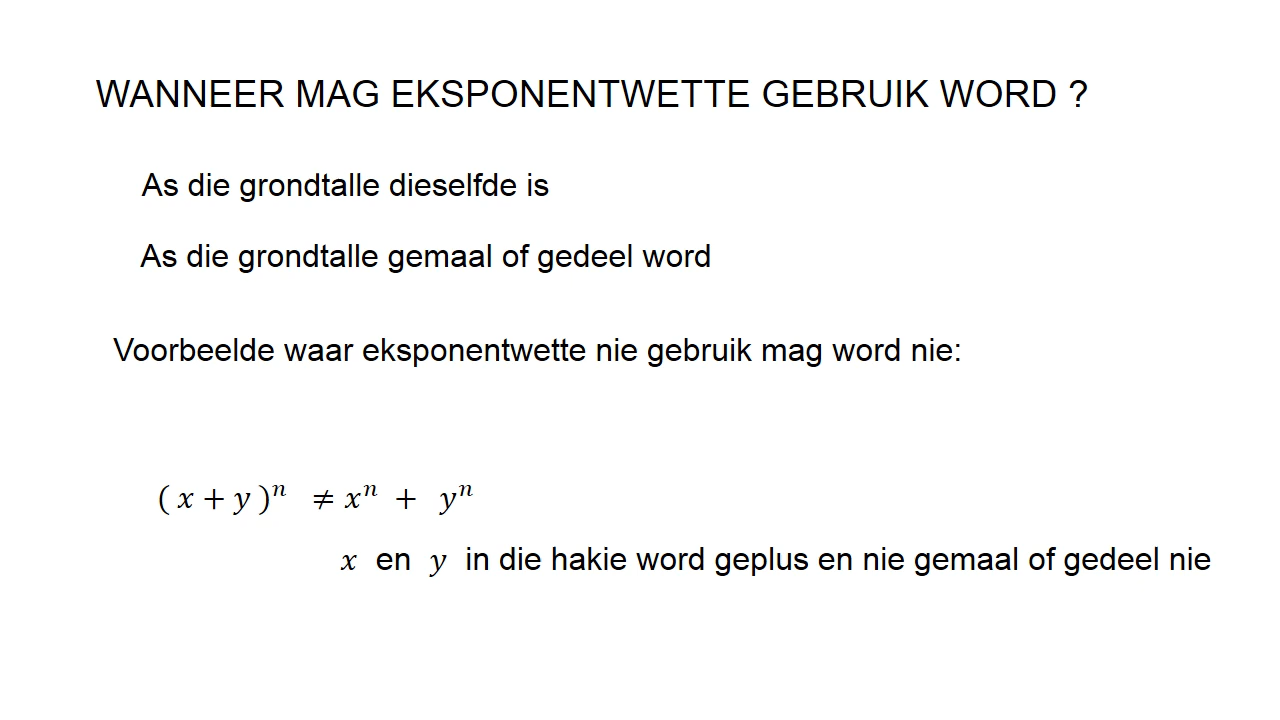 WANNEER MAG EKSPONENTWETTE GEBRUIK WORD ?
As die grondtalle dieselfde is
As die grondtalle gemaal of gedeel word
Voorbeelde waar eksponentwette nie gebruik mag word nie:
( x + y )ⁿ ≠ xⁿ + yⁿ
x en y in die hakie word geplus en nie gemaal of gedeel nie